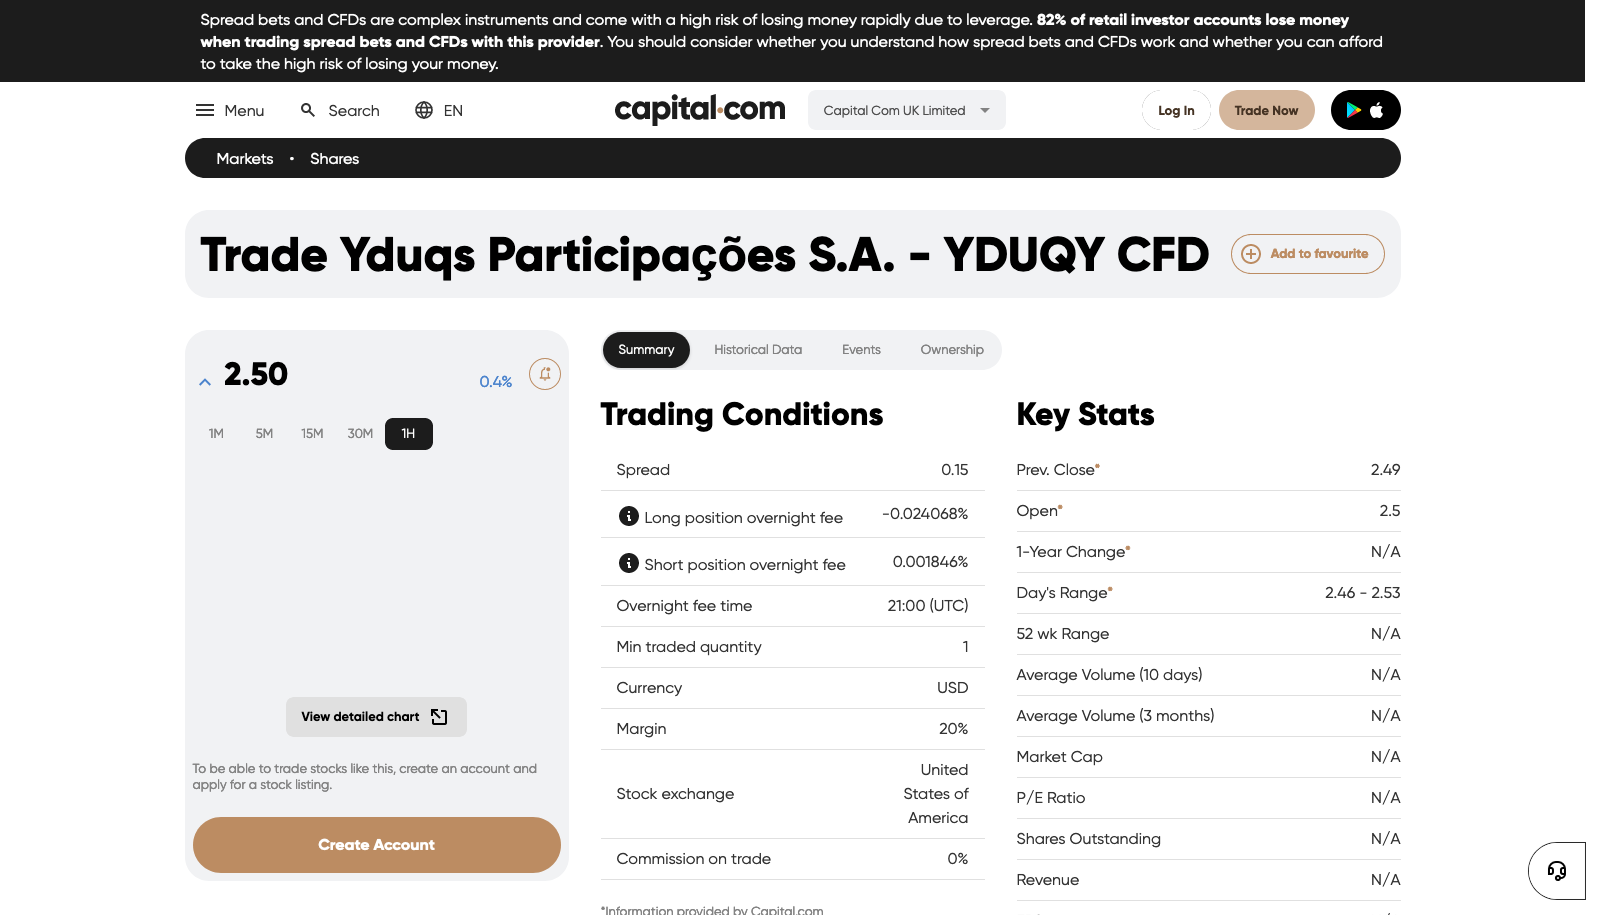 Spread bets and CFDs are complex instruments and come with a high risk of losing money rapidly due to leverage. 82% of retail investor accounts lose money
when trading spread bets and CFDs with this provider. You should consider whether you understand how spread bets and CFDs work and whether you can afford
to take the high risk of losing your money.
Menu Search EN capital.com Capital Com UK Limited Log In Trade Now
Markets • Shares
Trade Yduqs Participações S.A. - YDUQY CFD Add to favourite
2.50 0.4%
1M 5M 15M 30M 1H
View detailed chart
To be able to trade stocks like this, create an account and
apply for a stock listing.
Create Account
Summary Historical Data Events Ownership
Trading Conditions
Spread 0.15
Long position overnight fee -0.024068%
Short position overnight fee 0.001846%
Overnight fee time 21:00 (UTC)
Min traded quantity 1
Currency USD
Margin 20%
Stock exchange United
States of
America
Commission on trade 0%
*Information provided by Capital.com
Key Stats
Prev. Close* 2.49
Open* 2.5
1-Year Change* N/A
Day's Range* 2.46 - 2.53
52 wk Range N/A
Average Volume (10 days) N/A
Average Volume (3 months) N/A
Market Cap N/A
P/E Ratio N/A
Shares Outstanding N/A
Revenue N/A